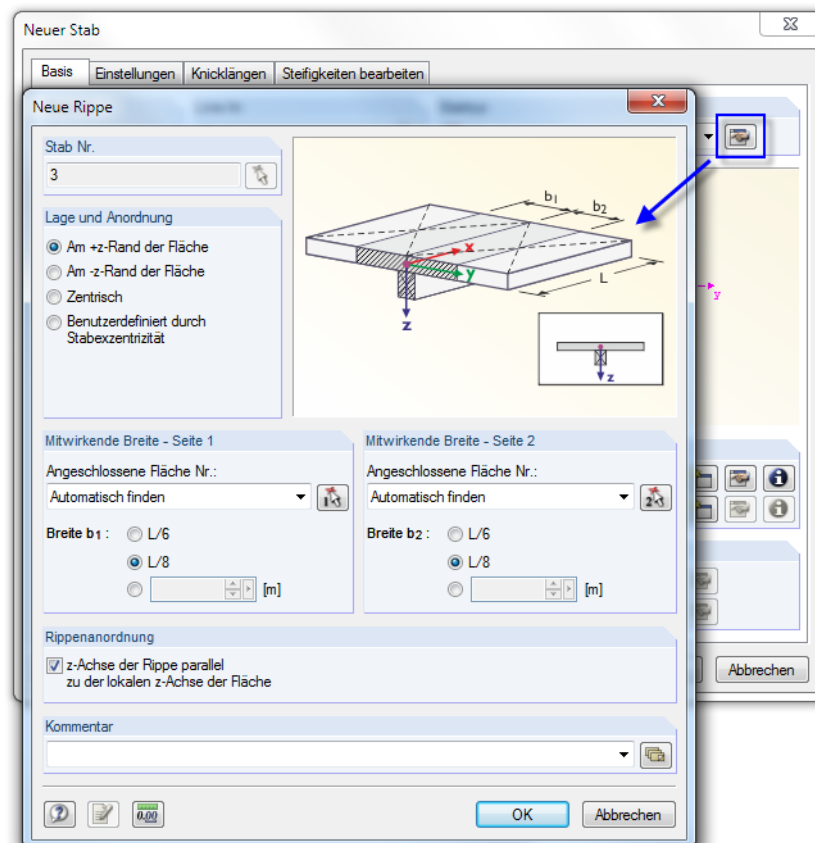 Neuer Stab
Basis
Einstellungen
Knicklängen
Steifigkeiten bearbeiten
Neue Rippe
Stab Nr.
3
Lage und Anordnung
Am +z-Rand der Fläche
Am -z-Rand der Fläche
Zentrisch
Benutzerdefiniert durch
Stabexzentrizität
b1
b2
x
y
L
z
z
y
Mitwirkende Breite - Seite 1
Angeschlossene Fläche Nr.:
Automatisch finden
1
Breite b1 :
L/6
L/8
[m]
Mitwirkende Breite - Seite 2
Angeschlossene Fläche Nr.:
Automatisch finden
2
Breite b2 :
L/6
L/8
[m]
Rippenanordnung
z-Achse der Rippe parallel
zu der lokalen z-Achse der Fläche
Abbrechen
Kommentar
0.00
OK
Abbrechen